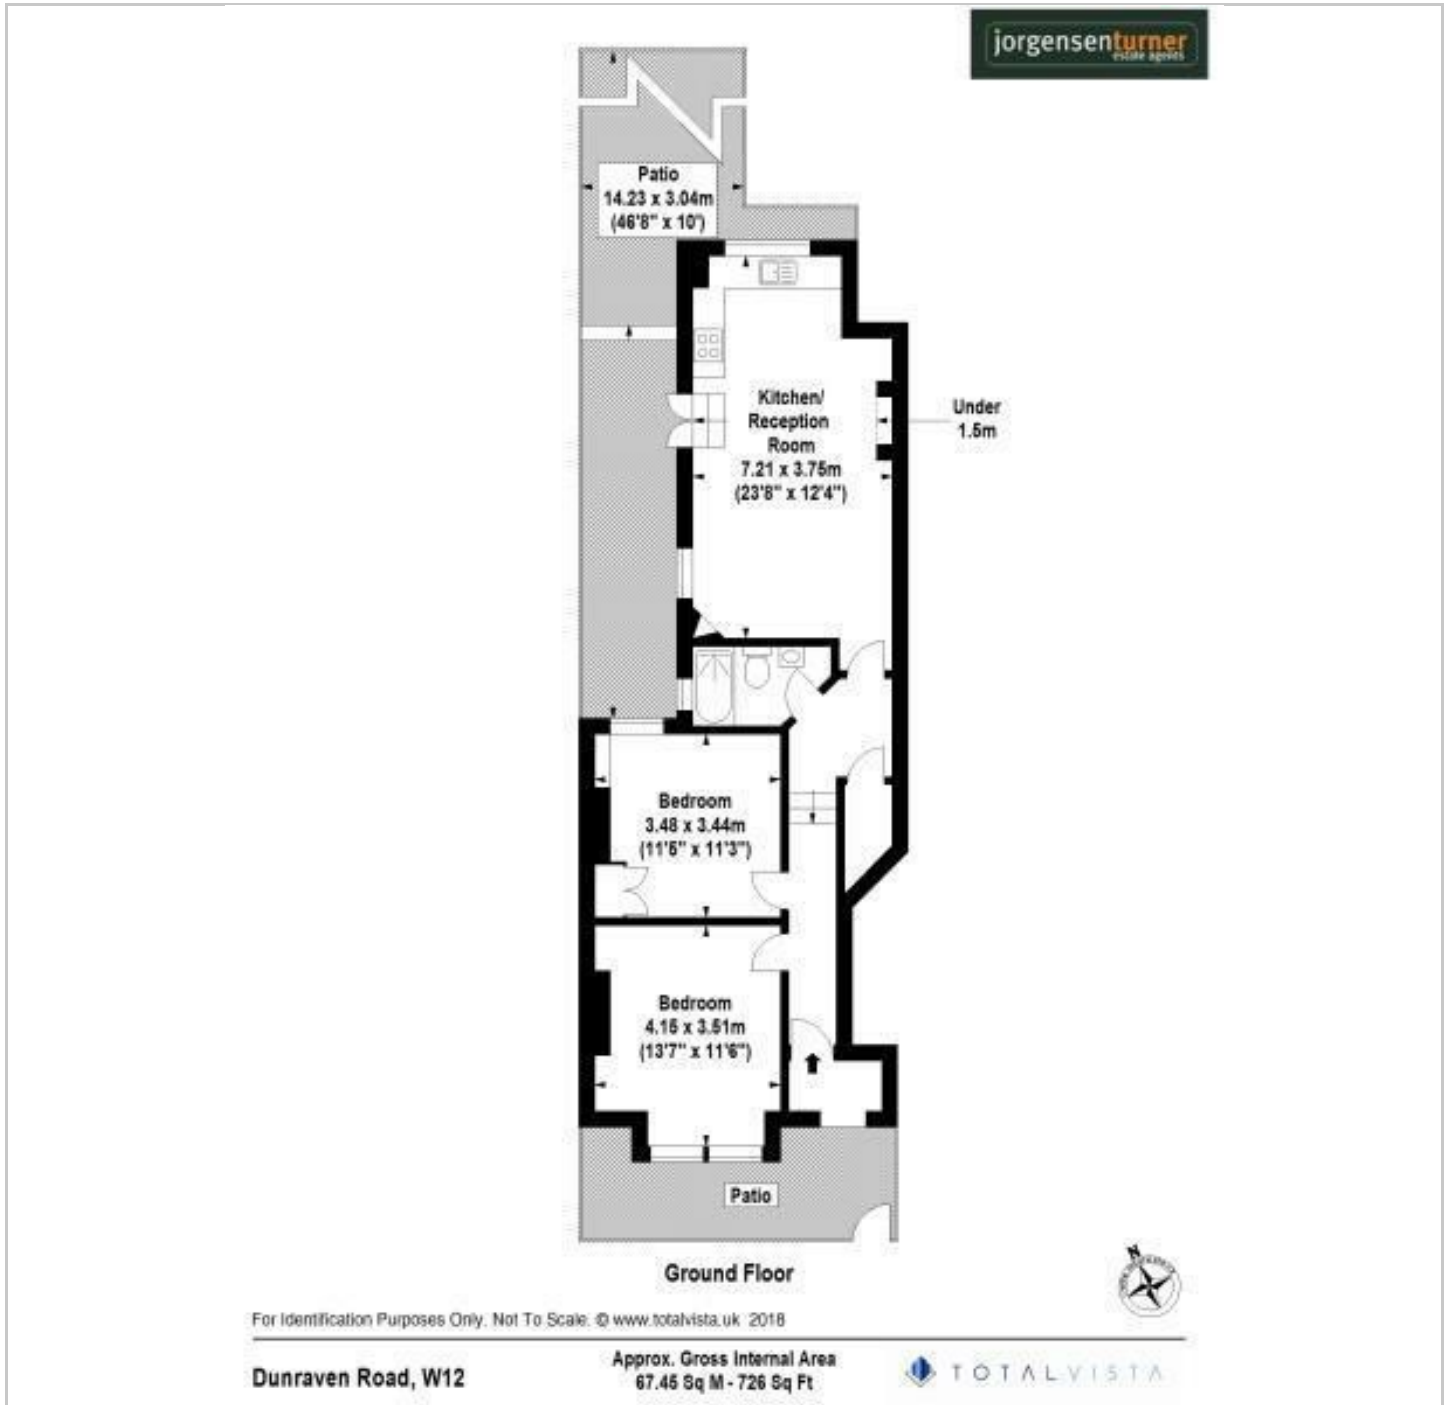 jorgensenturner
estate agents
Patio
14.23 x 3.04m
(46'8" x 10')
Kitchen/
Reception
Room
7.21 x 3.75m
(23'8" x 12'4")
Under
1.5m
Bedroom
3.48 x 3.44m
(11'5" x 11'3")
Bedroom
4.15 x 3.51m
(13'7" x 11'6")
Patio
Ground Floor
N
For Identification Purposes Only. Not To Scale. © www.totalvista.uk 2018
Dunraven Road, W12
Approx. Gross Internal Area
67.45 Sq M - 726 Sq Ft
TOTALVISTA